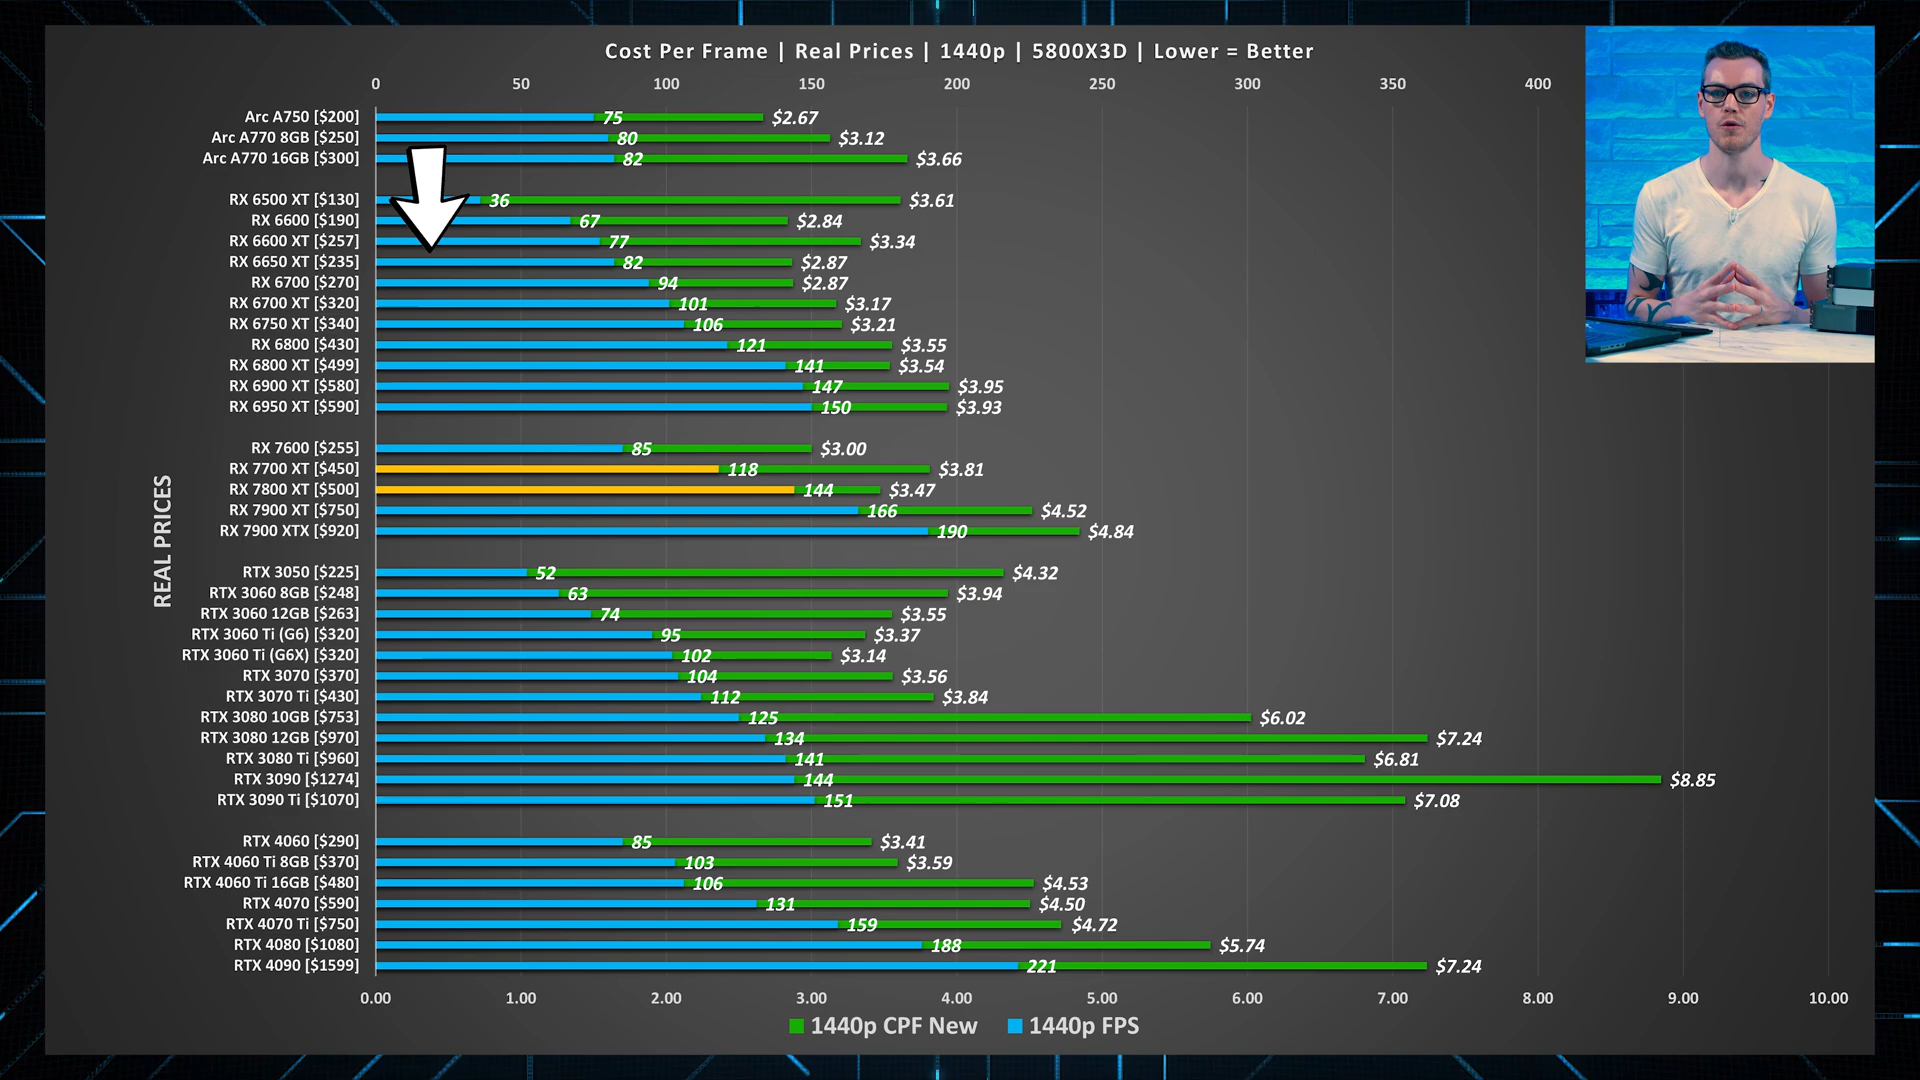 Cost Per Frame | Real Prices | 1440p | 5800X3D | Lower = Better
0 50 100 150 200 250 300 350 400
Arc A750 [$200] 75 $2.67
Arc A770 8GB [$250] 80 $3.12
Arc A770 16GB [$300] 82 $3.66
RX 6500 XT [$130] 36 $3.61
RX 6600 [$190] 67 $2.84
RX 6600 XT [$257] 77 $3.34
RX 6650 XT [$235] 82 $2.87
RX 6700 [$270] 94 $2.87
RX 6700 XT [$320] 101 $3.17
RX 6750 XT [$340] 106 $3.21
RX 6800 [$430] 121 $3.55
RX 6800 XT [$499] 141 $3.54
RX 6900 XT [$580] 147 $3.95
RX 6950 XT [$590] 150 $3.93
RX 7600 [$255] 85 $3.00
RX 7700 XT [$450] 118 $3.81
RX 7800 XT [$500] 144 $3.47
RX 7900 XT [$750] 166 $4.52
RX 7900 XTX [$920] 190 $4.84
REAL PRICES
RTX 3050 [$225] 52 $4.32
RTX 3060 8GB [$248] 63 $3.94
RTX 3060 12GB [$263] 74 $3.55
RTX 3060 Ti (G6) [$320] 95 $3.37
RTX 3060 Ti (G6X) [$320] 102 $3.14
RTX 3070 [$370] 104 $3.56
RTX 3070 Ti [$430] 112 $3.84
RTX 3080 10GB [$753] 125 $6.02
RTX 3080 12GB [$970] 134 $7.24
RTX 3080 Ti [$960] 141 $6.81
RTX 3090 [$1274] 144 $8.85
RTX 3090 Ti [$1070] 151 $7.08
RTX 4060 [$290] 85 $3.41
RTX 4060 Ti 8GB [$370] 103 $3.59
RTX 4060 Ti 16GB [$480] 106 $4.53
RTX 4070 [$590] 131 $4.50
RTX 4070 Ti [$750] 159 $4.72
RTX 4080 [$1080] 188 $5.74
RTX 4090 [$1599] 221 $7.24
0.00 1.00 2.00 3.00 4.00 5.00 6.00 7.00 8.00 9.00 10.00
1440p CPF New 1440p FPS